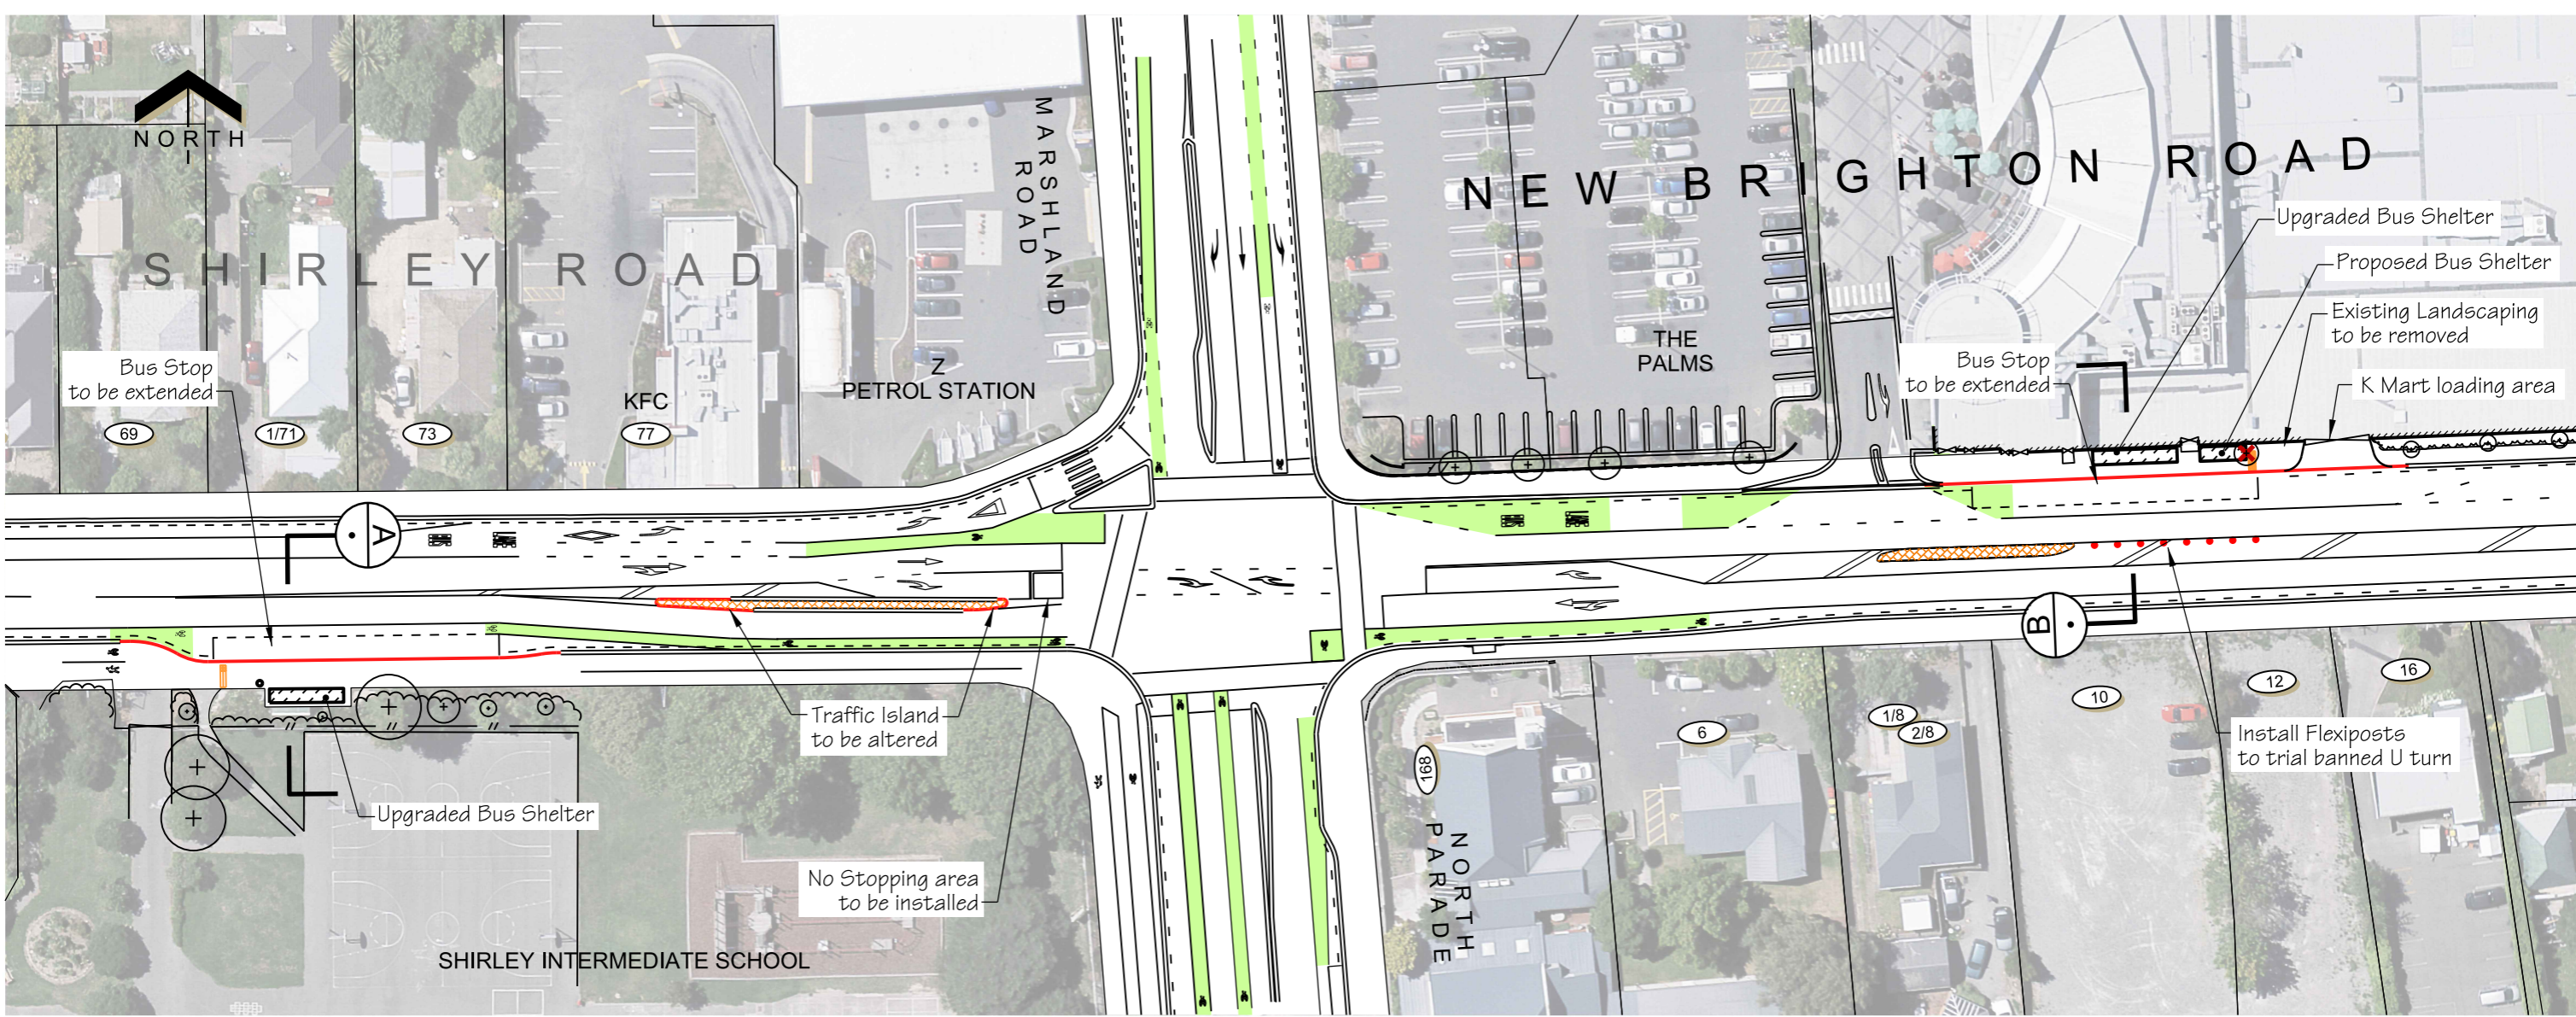 NORTH
SHIRLEY ROAD
MARSHLAND
ROAD
NEW BRIGHTON ROAD
Upgraded Bus Shelter
Proposed Bus Shelter
Existing Landscaping
to be removed
K Mart loading area
Bus Stop
to be extended
THE
PALMS
Bus Stop
to be extended
Z
PETROL STATION
KFC
69
1/71
73
77
A
B
Traffic Island
to be altered
Upgraded Bus Shelter
No Stopping area
to be installed
SHIRLEY INTERMEDIATE SCHOOL
168
NORTH
PARADE
6
1/8
2/8
10
12
16
Install Flexiposts
to trial banned U turn